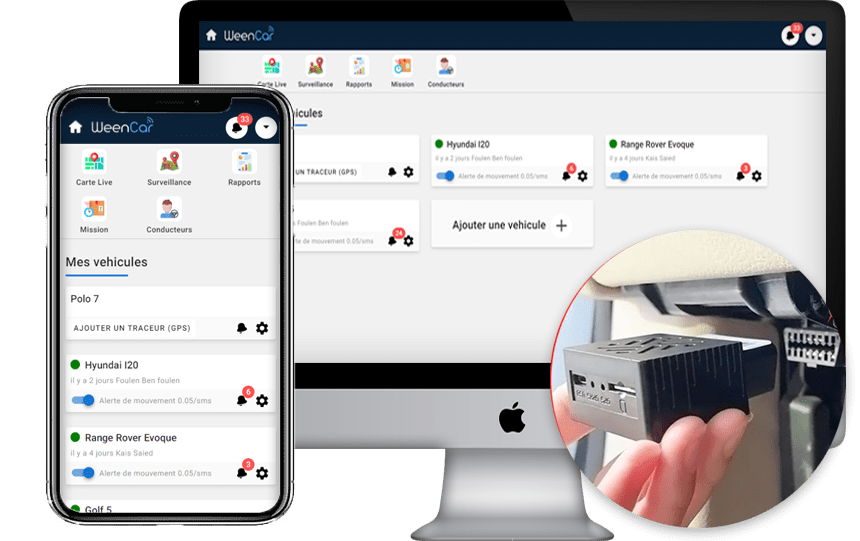 WeenCar
33
Carte Live
Surveillance
Rapports
Mission
Conducteurs
icules
UN TRACEUR (GPS)
Hyundai I20
il y a 2 jours Foulen Ben foulen
Alerte de mouvement 0.05/sms
6
Range Rover Evoque
il y a 4 jours Kais Saied
Alerte de mouvement 0.05/sms
3
s Foulen Ben foulen
rte de mouvement 0.05/sms
24
Ajouter une vehicule
WeenCar
33
Carte Live
Surveillance
Rapports
Mission
Conducteurs
Mes vehicules
Polo 7
AJOUTER UN TRACEUR (GPS)
Hyundai I20
il y a 2 jours Foulen Ben foulen
Alerte de mouvement 0.05/sms
6
Range Rover Evoque
il y a 4 jours Kais Saied
Alerte de mouvement 0.05/sms
3
Golf 5